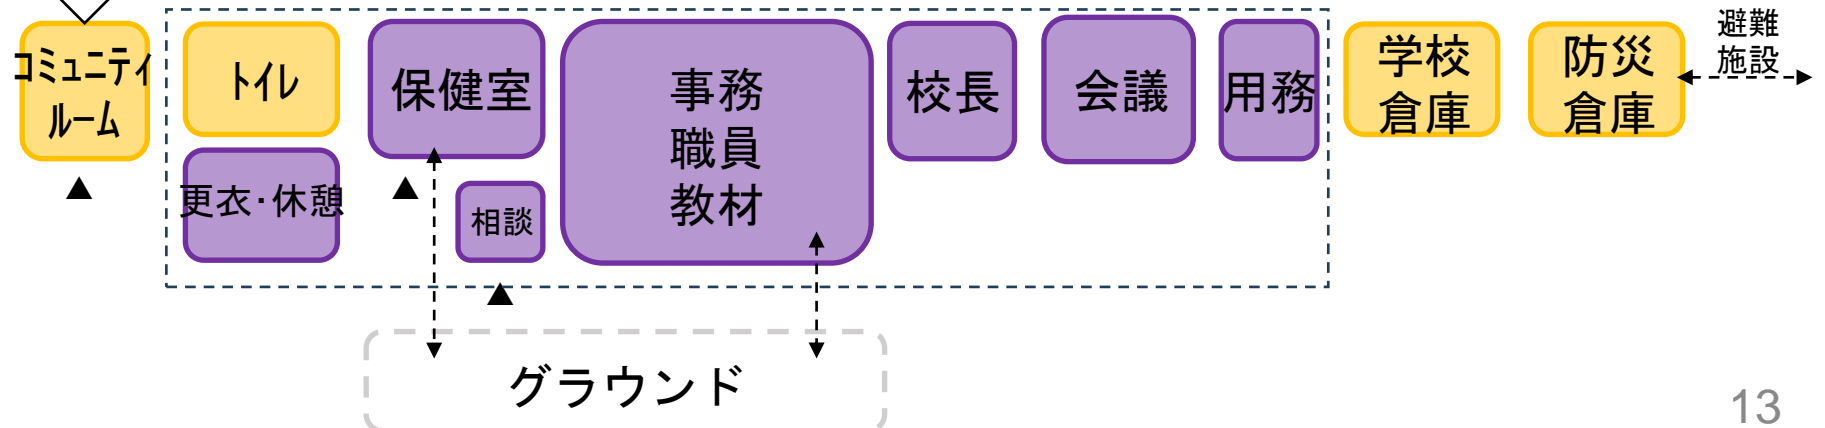 コミュニティ
ルーム
トイレ
更衣・休憩
保健室
相談
事務
職員
教材
校長
会議
用務
学校
倉庫
防災
倉庫
避難
施設
グラウンド
13